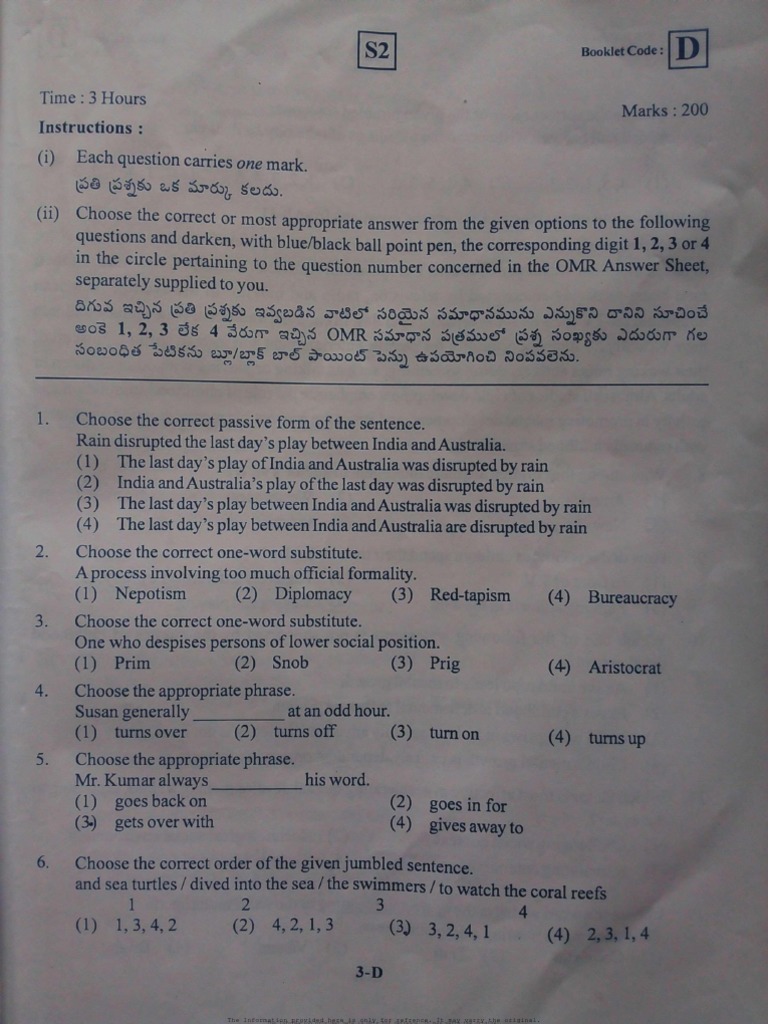 S2
Booklet Code : D
Time : 3 Hours
Marks : 200
Instructions :
(i) Each question carries one mark.
ప్రతి ప్రశ్నకు ఒక మార్కు కలదు.
(ii) Choose the correct or most appropriate answer from the given options to the following
questions and darken, with blue/black ball point pen, the corresponding digit 1, 2, 3 or 4
in the circle pertaining to the question number concerned in the OMR Answer Sheet,
separately supplied to you.
దిగువ ఇచ్చిన ప్రతి ప్రశ్నకు ఇవ్వబడిన వాటిలో సరియైన సమాధానమును ఎన్నుకొని దానిని సూచించే
అంకె 1, 2, 3 లేక 4 వేరుగా ఇచ్చిన OMR సమాధాన పత్రములో ప్రశ్న సంఖ్యకు ఎదురుగా గల
సంబంధిత పేటికను బ్లూ/బ్లాక్ బాల్ పాయింట్ పెన్ను ఉపయోగించి నింపవలెను.
1. Choose the correct passive form of the sentence.
Rain disrupted the last day's play between India and Australia.
(1) The last day's play of India and Australia was disrupted by rain
(2) India and Australia's play of the last day was disrupted by rain
(3) The last day's play between India and Australia was disrupted by rain
(4) The last day's play between India and Australia are disrupted by rain
2. Choose the correct one-word substitute.
A process involving too much official formality.
(1) Nepotism (2) Diplomacy (3) Red-tapism (4) Bureaucracy
3. Choose the correct one-word substitute.
One who despises persons of lower social position.
(1) Prim (2) Snob (3) Prig (4) Aristocrat
4. Choose the appropriate phrase.
Susan generally __________ at an odd hour.
(1) turns over (2) turns off (3) turn on (4) turns up
5. Choose the appropriate phrase.
Mr. Kumar always __________ his word.
(1) goes back on (2) goes in for
(3) gets over with (4) gives away to
6. Choose the correct order of the given jumbled sentence.
and sea turtles / dived into the sea / the swimmers / to watch the coral reefs
1 2 3 4
(1) 1, 3, 4, 2 (2) 4, 2, 1, 3 (3) 3, 2, 4, 1 (4) 2, 3, 1, 4
3-D
The Information provided here is only for refrence. It may varry the original.